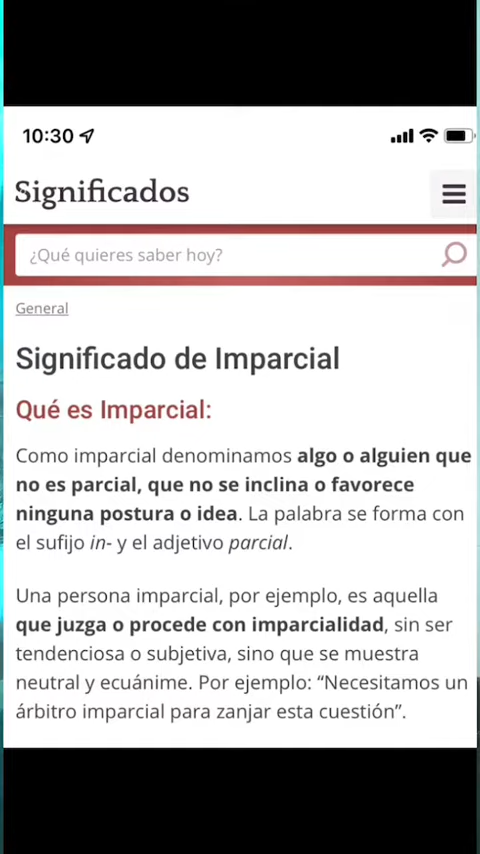 10:30
Significados
¿Qué quieres saber hoy?
General
Significado de Imparcial
Qué es Imparcial:
Como imparcial denominamos algo o alguien que
no es parcial, que no se inclina o favorece
ninguna postura o idea. La palabra se forma con
el sufijo in- y el adjetivo parcial.
Una persona imparcial, por ejemplo, es aquella
que juzga o procede con imparcialidad, sin ser
tendenciosa o subjetiva, sino que se muestra
neutral y ecuánime. Por ejemplo: “Necesitamos un
árbitro imparcial para zanjar esta cuestión”.